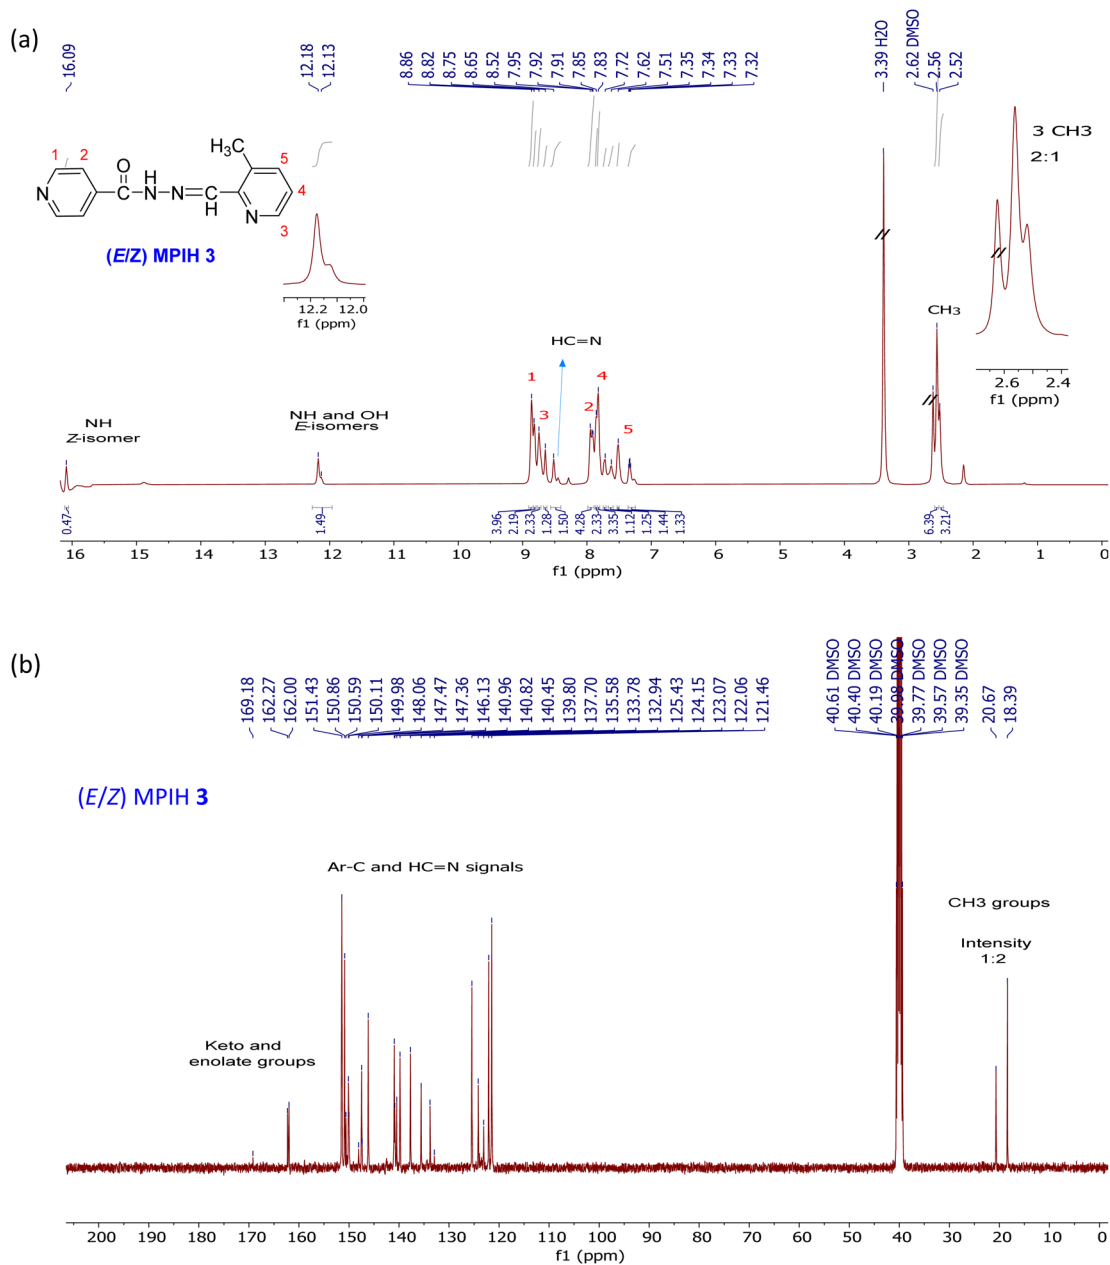 (a)
16.09
12.18
12.13
8.86
8.82
8.75
8.65
8.52
7.95
7.92
7.91
7.85
7.83
7.72
7.62
7.51
7.35
7.34
7.33
7.32
3.39 H2O
2.62 DMSO
2.56
2.52
1 2 O H3C 5
N C N H N C H N 4
3
(E/Z) MPIH 3
12.2 12.0
f1 (ppm)
3 CH3
2:1
2.6 2.4
f1 (ppm)
CH3
HC=N
1 4
3 2 5
NH
Z-isomer
NH and OH
E-isomers
0.47
1.49
3.96
2.19
2.33
1.28
1.50
4.28
2.33
3.35
1.12
1.25
1.44
1.33
6.39
3.21
16 15 14 13 12 11 10 9 8 7 6 5 4 3 2 1 0
f1 (ppm)
(b)
169.18
162.27
162.00
151.43
150.86
150.59
150.11
149.98
148.06
147.47
147.36
146.13
140.96
140.82
140.45
139.80
137.70
135.58
133.78
132.94
125.43
124.15
123.07
122.06
121.46
40.61 DMSO
40.40 DMSO
40.19 DMSO
39.98 DMSO
39.77 DMSO
39.57 DMSO
39.35 DMSO
20.67
18.39
(E/Z) MPIH 3
Ar-C and HC=N signals
CH3 groups
Intensity
1:2
Keto and
enolate groups
200 190 180 170 160 150 140 130 120 110 100 90 80 70 60 50 40 30 20 10 0
f1 (ppm)